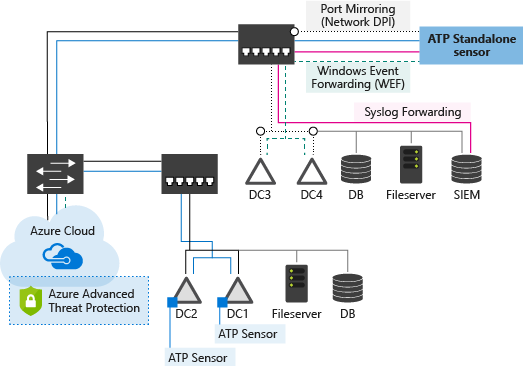 Port Mirroring
(Network DPI)
ATP Standalone
sensor
Windows Event
Forwarding (WEF)
Syslog Forwarding
DC3
DC4
DB
Fileserver
SIEM
Azure Cloud
Azure Advanced
Threat Protection
DC2
DC1
Fileserver
DB
ATP Sensor
ATP Sensor